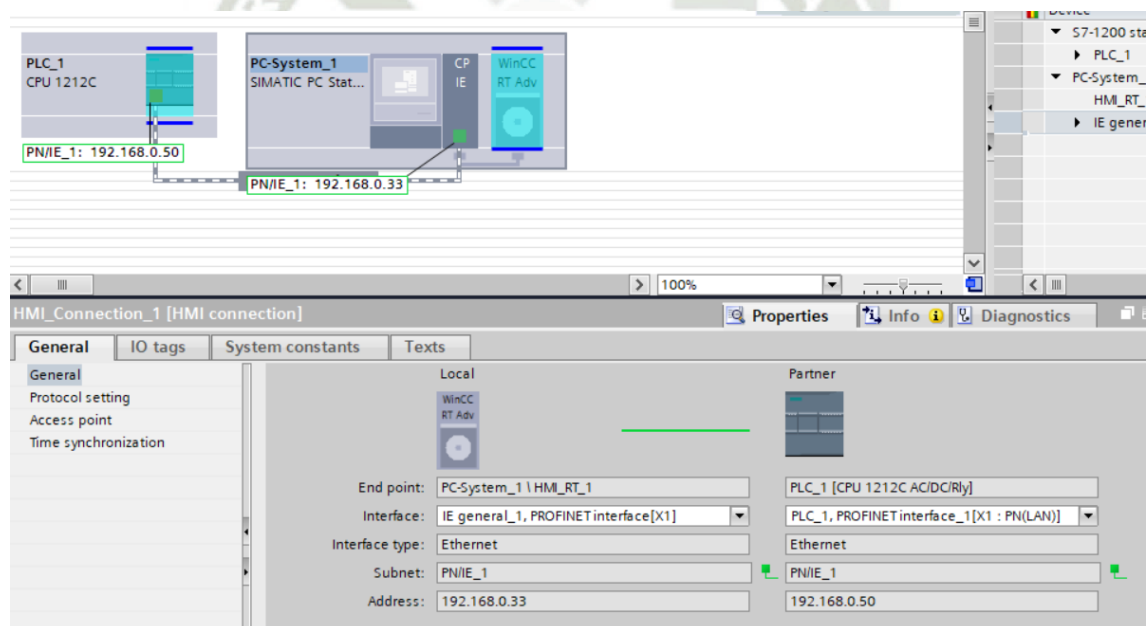 Device
S7-1200 sta
PLC_1
CPU 1212C
PC-System_1
SIMATIC PC Stat...
CP
IE
WinCC
RT Adv
PLC_1
PC-System_
HMI_RT_
IE gener
PN/IE_1: 192.168.0.50
PN/IE_1: 192.168.0.33
100%
HMI_Connection_1 [HMI connection]
Properties
Info
Diagnostics
General
IO tags
System constants
Texts
General
Protocol setting
Access point
Time synchronization
Local
Partner
WinCC
RT Adv
End point: PC-System_1\HMI_RT_1 PLC_1 [CPU 1212C AC/DC/Rly]
Interface: IE general_1, PROFINET interface[X1] PLC_1, PROFINET interface_1[X1 : PN(LAN)]
Interface type: Ethernet Ethernet
Subnet: PN/IE_1 PN/IE_1
Address: 192.168.0.33 192.168.0.50